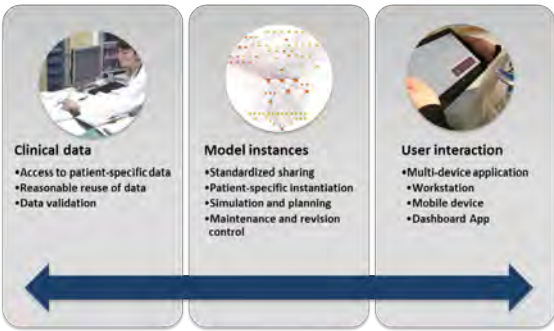 Clinical data
•Access to patient-specific data
•Reasonable reuse of data
•Data validation
Model instances
•Standardized sharing
•Patient-specific instantiation
•Simulation and planning
•Maintenance and revision
control
User interaction
•Multi-device application
•Workstation
•Mobile device
•Dashboard App